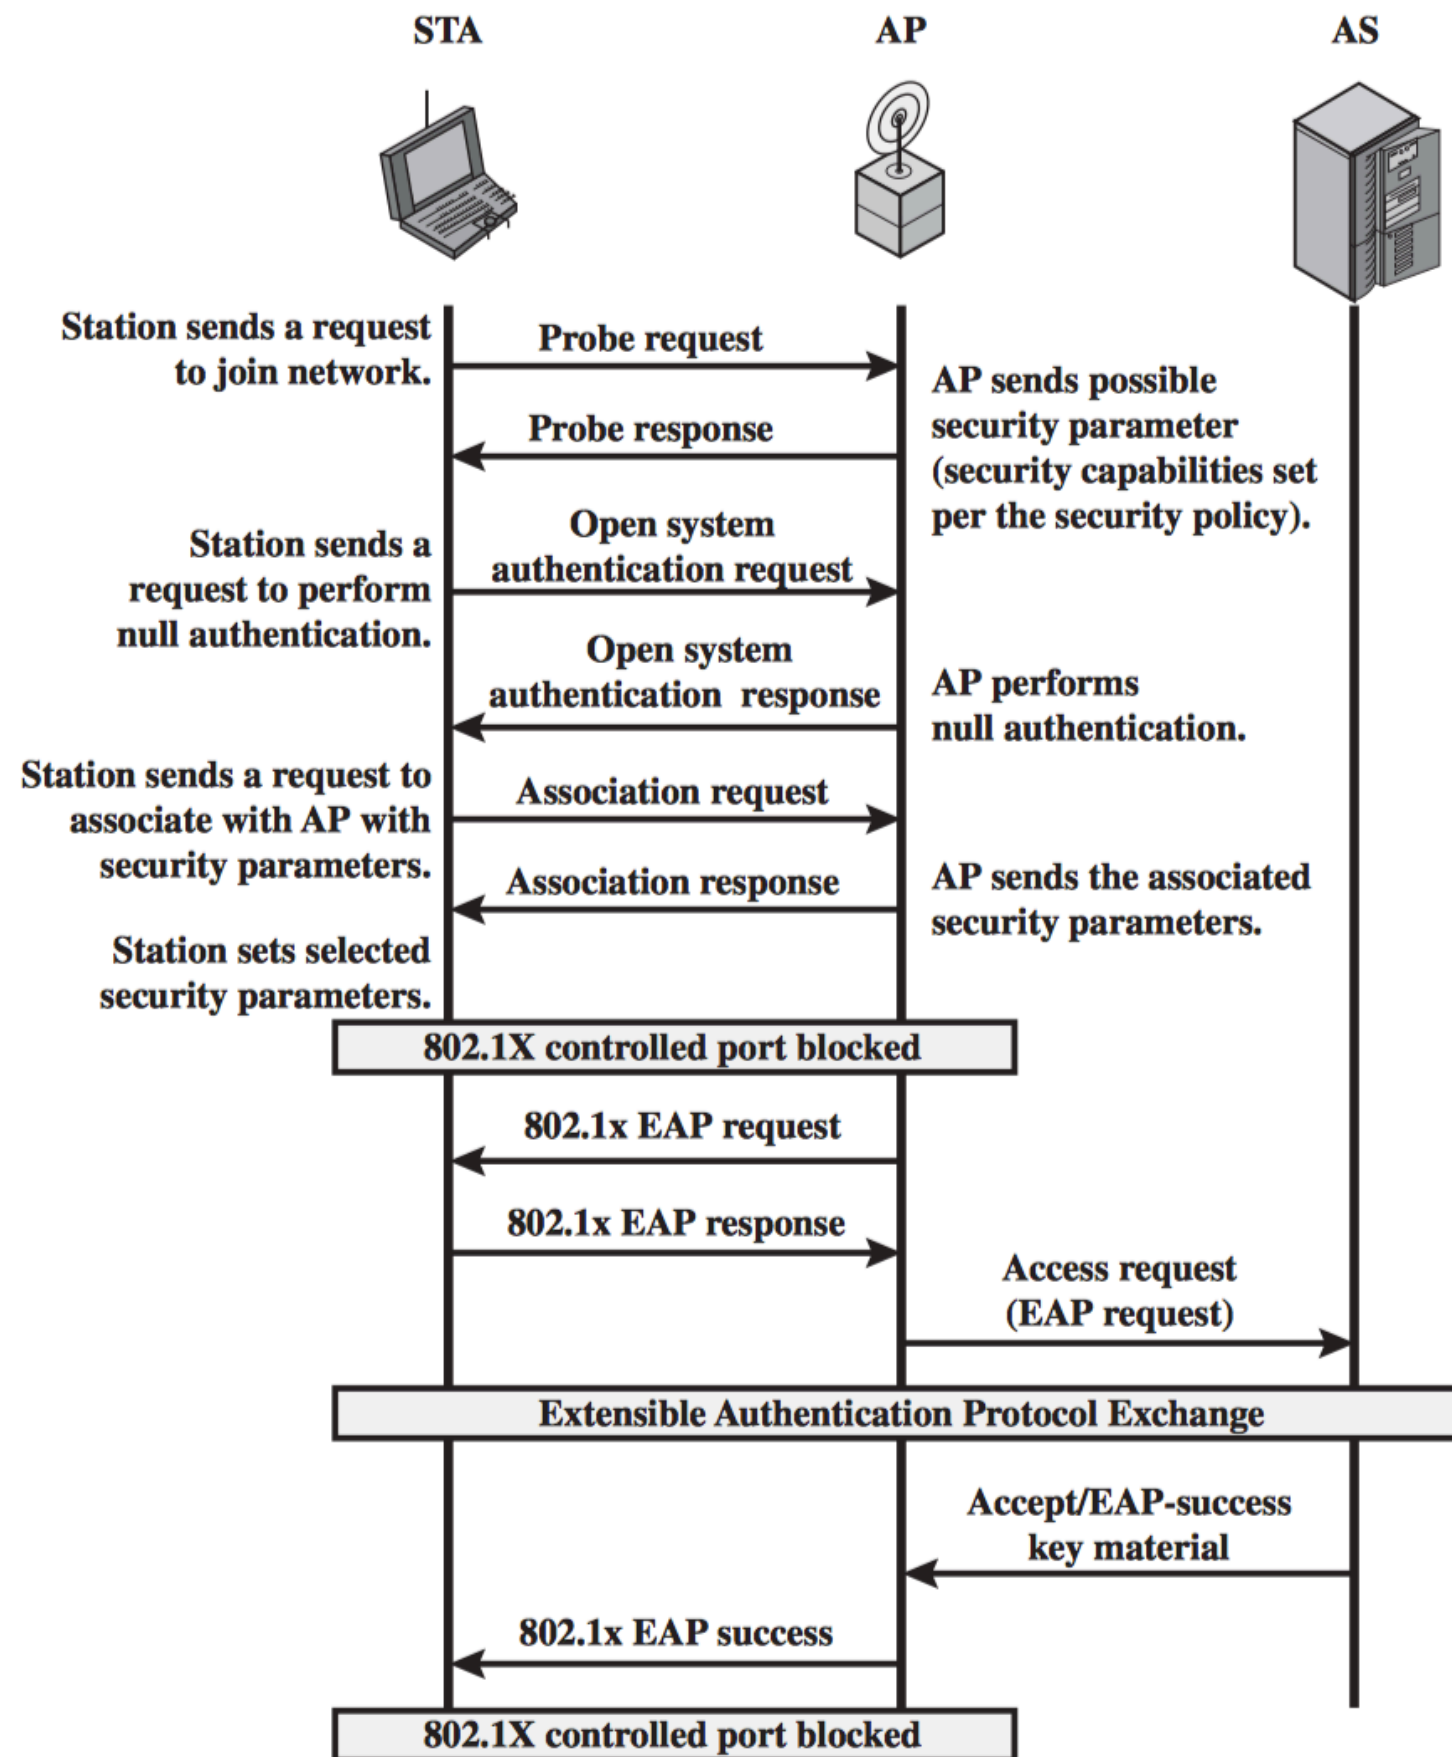 STA
AP
AS
Station sends a request
to join network.
Probe request
AP sends possible
security parameter
(security capabilities set
per the security policy).
Probe response
Station sends a
request to perform
null authentication.
Open system
authentication request
Open system
authentication response
AP performs
null authentication.
Station sends a request to
associate with AP with
security parameters.
Association request
Association response
AP sends the associated
security parameters.
Station sets selected
security parameters.
802.1X controlled port blocked
802.1x EAP request
802.1x EAP response
Access request
(EAP request)
Extensible Authentication Protocol Exchange
Accept/EAP-success
key material
802.1x EAP success
802.1X controlled port blocked